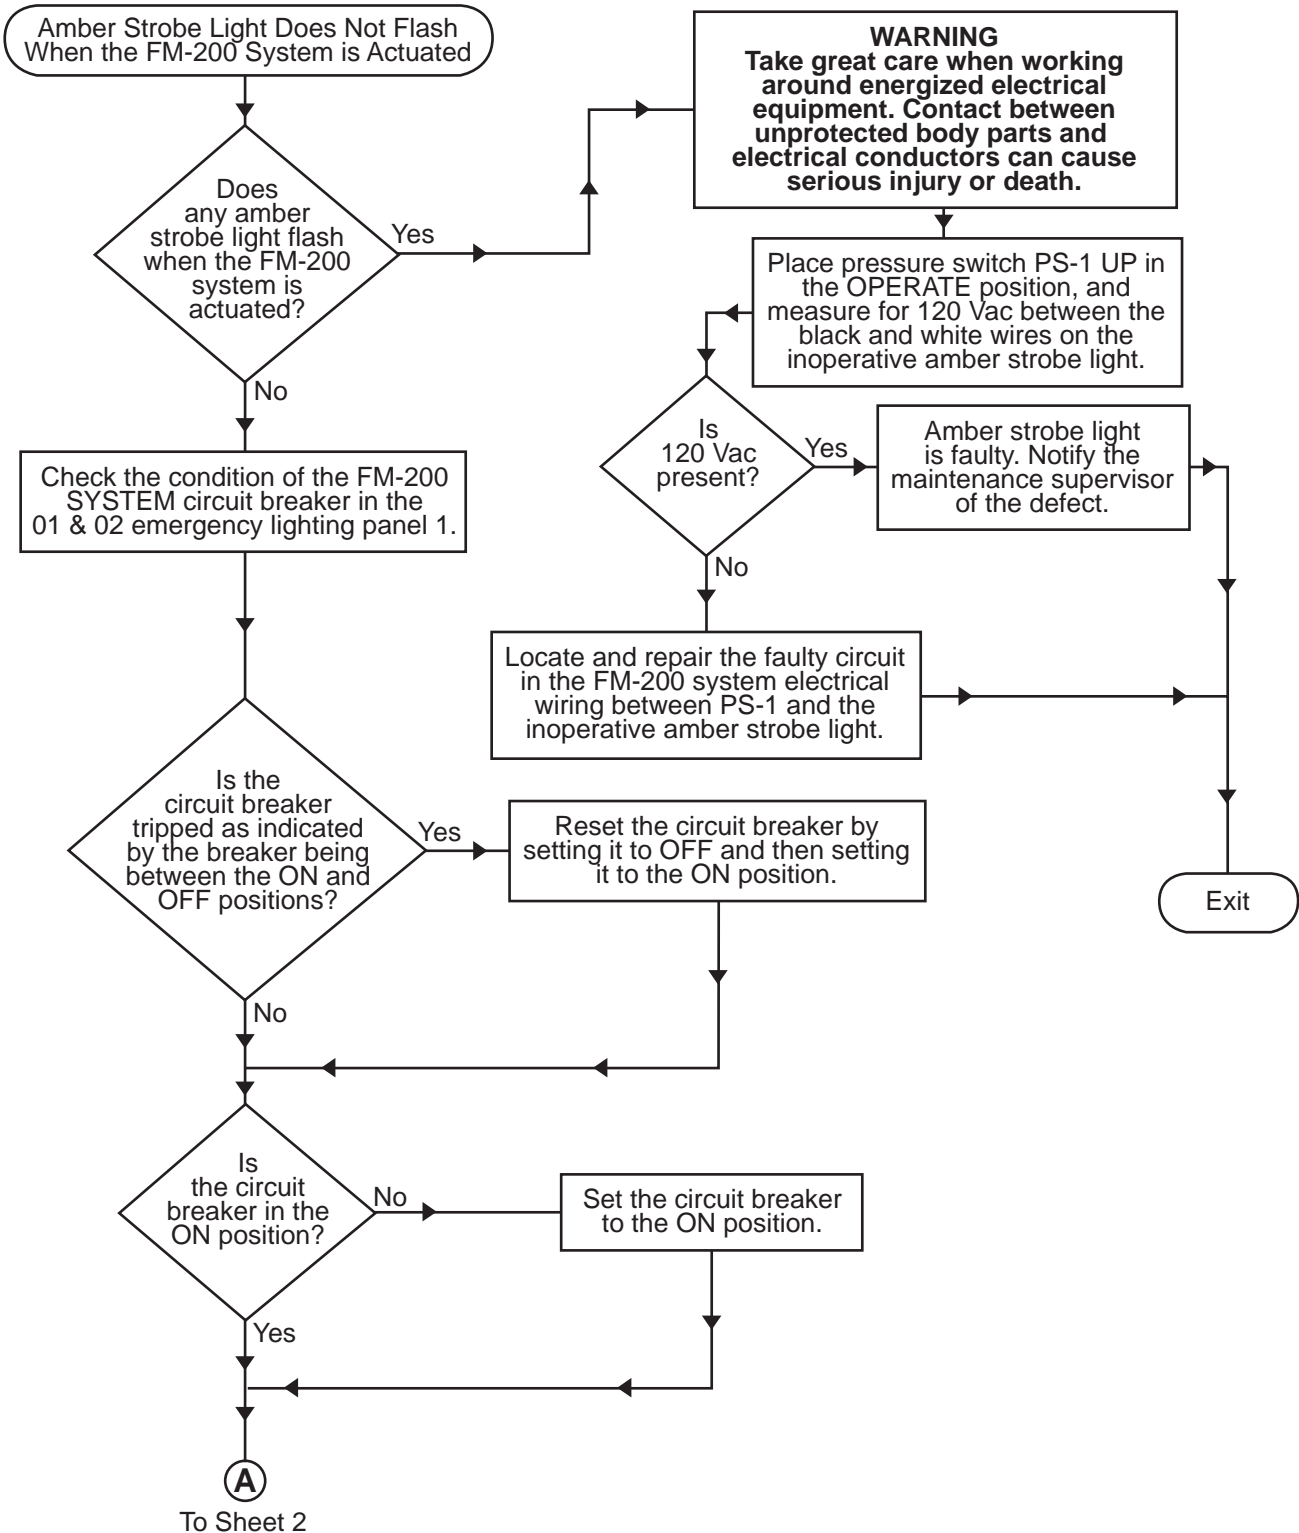 Amber Strobe Light Does Not Flash
When the FM-200 System is Actuated
Does
any amber
strobe light flash
when the FM-200
system is
actuated?
Yes
No
WARNING
Take great care when working
around energized electrical
equipment. Contact between
unprotected body parts and
electrical conductors can cause
serious injury or death.
Place pressure switch PS-1 UP in
the OPERATE position, and
measure for 120 Vac between the
black and white wires on the
inoperative amber strobe light.
Is
120 Vac
present?
Yes
No
Amber strobe light
is faulty. Notify the
maintenance supervisor
of the defect.
Locate and repair the faulty circuit
in the FM-200 system electrical
wiring between PS-1 and the
inoperative amber strobe light.
Exit
Check the condition of the FM-200
SYSTEM circuit breaker in the
01 & 02 emergency lighting panel 1.
Is the
circuit breaker
tripped as indicated
by the breaker being
between the ON and
OFF positions?
Yes
No
Reset the circuit breaker by
setting it to OFF and then setting
it to the ON position.
Is
the circuit
breaker in the
ON position?
No
Yes
Set the circuit breaker
to the ON position.
A
To Sheet 2